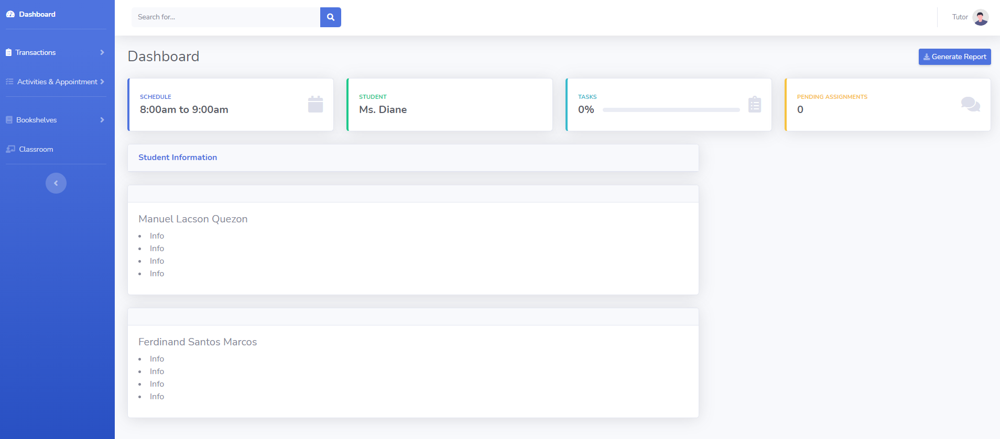 Dashboard
Transactions
Activities & Appointment
Bookshelves
Classroom
Search for...
Tutor
Dashboard
Generate Report
SCHEDULE
8:00am to 9:00am
STUDENT
Ms. Diane
TASKS
0%
PENDING ASSIGNMENTS
0
Student Information
Manuel Lacson Quezon
• Info
• Info
• Info
• Info
Ferdinand Santos Marcos
• Info
• Info
• Info
• Info